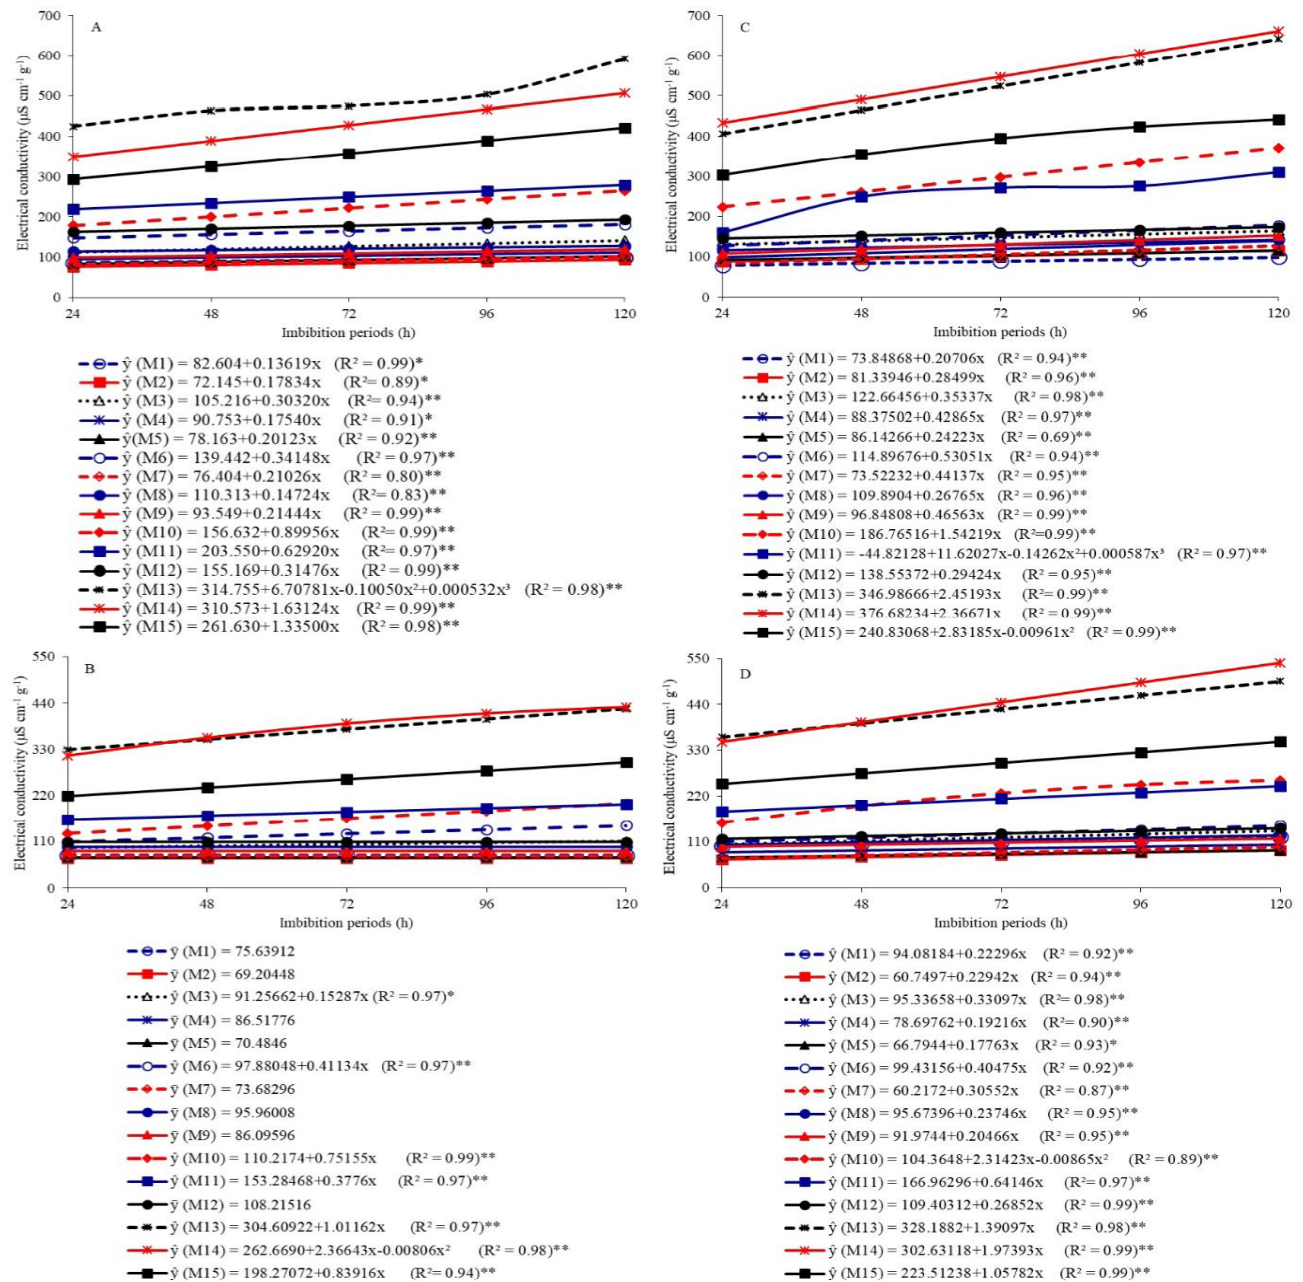 A
Electrical conductivity (µS cm⁻¹ g⁻¹)
700
600
500
400
300
200
100
0
24
48
72
96
120
Imbibition periods (h)
ŷ (M1) = 82.604+0.13619x (R² = 0.99)*
ŷ (M2) = 72.145+0.17834x (R²= 0.89)*
ŷ (M3) = 105.216+0.30320x (R² = 0.94)**
ŷ (M4) = 90.753+0.17540x (R² = 0.91)*
ŷ(M5) = 78.163+0.20123x (R² = 0.92)**
ŷ (M6) = 139.442+0.34148x (R² = 0.97)**
ŷ (M7) = 76.404+0.21026x (R² = 0.80)**
ŷ (M8) = 110.313+0.14724x (R²= 0.83)**
ŷ (M9) = 93.549+0.21444x (R² = 0.99)**
ŷ (M10) = 156.632+0.89956x (R² = 0.99)**
ŷ (M11) = 203.550+0.62920x (R² = 0.97)**
ŷ (M12) = 155.169+0.31476x (R² = 0.99)**
ŷ (M13) = 314.755+6.70781x-0.10050x²+0.000532x³ (R² = 0.98)**
ŷ (M14) = 310.573+1.63124x (R² = 0.99)**
ŷ (M15) = 261.630+1.33500x (R² = 0.98)**
C
Electrical conductivity (µS cm⁻¹ g⁻¹)
700
600
500
400
300
200
100
0
24
48
72
96
120
Imbibition periods (h)
ŷ (M1) = 73.84868+0.20706x (R² = 0.94)**
ŷ (M2) = 81.33946+0.28499x (R² = 0.96)**
ŷ (M3) = 122.66456+0.35337x (R² = 0.98)**
ŷ (M4) = 88.37502+0.42865x (R² = 0.97)**
ŷ (M5) = 86.14266+0.24223x (R² = 0.69)**
ŷ (M6) = 114.89676+0.53051x (R² = 0.94)**
ŷ (M7) = 73.52232+0.44137x (R² = 0.95)**
ŷ (M8) = 109.8904+0.26765x (R² = 0.96)**
ŷ (M9) = 96.84808+0.46563x (R² = 0.99)**
ŷ (M10) = 186.76516+1.54219x (R²=0.99)**
ŷ (M11) = -44.82128+11.62027x-0.14262x²+0.000587x³ (R² = 0.97)**
ŷ (M12) = 138.55372+0.29424x (R² = 0.95)**
ŷ (M13) = 346.98666+2.45193x (R² =0.99)**
ŷ (M14) = 376.68234+2.36671x (R² = 0.99)**
ŷ (M15) = 240.83068+2.83185x-0.00961x² (R² = 0.99)**
B
Electrical conductivity (µS cm⁻¹ g⁻¹)
550
440
330
220
110
0
24
48
72
96
120
Imbibition periods (h)
ȳ (M1) = 75.63912
ȳ (M2) = 69.20448
ŷ (M3) = 91.25662+0.15287x (R² = 0.97)*
ȳ (M4) = 86.51776
ȳ (M5) = 70.4846
ŷ (M6) = 97.88048+0.41134x (R² = 0.97)**
ȳ (M7) = 73.68296
ȳ (M8) = 95.96008
ȳ (M9) = 86.09596
ŷ (M10) = 110.2174+0.75155x (R² = 0.99)**
ŷ (M11) = 153.28468+0.3776x (R² = 0.97)**
ȳ (M12) = 108.21516
ŷ (M13) = 304.60922+1.01162x (R² = 0.97)**
ŷ (M14) = 262.6690+2.36643x-0.00806x² (R² = 0.98)**
ŷ (M15) = 198.27072+0.83916x (R²= 0.94)**
D
Electrical conductivity (µS cm⁻¹ g⁻¹)
550
440
330
220
110
0
24
48
72
96
120
Imbibition periods (h)
ŷ (M1) = 94.08184+0.22296x (R² = 0.92)**
ŷ (M2) = 60.7497+0.22942x (R² = 0.94)**
ŷ (M3) = 95.33658+0.33097x (R² = 0.98)**
ŷ (M4) = 78.69762+0.19216x (R²= 0.90)**
ŷ (M5) = 66.7944+0.17763x (R² = 0.93)*
ŷ (M6) = 99.43156+0.40475x (R² = 0.92)**
ŷ (M7) = 60.2172+0.30552x (R² = 0.87)**
ŷ (M8) = 95.67396+0.23746x (R² = 0.95)**
ŷ (M9) = 91.9744+0.20466x (R² = 0.95)**
ŷ (M10) = 104.3648+2.31423x-0.00865x² (R² = 0.89)**
ŷ (M11) = 166.96296+0.64146x (R² =0.97)**
ŷ (M12) = 109.40312+0.26852x (R² = 0.99)**
ŷ (M13) = 328.1882+1.39097x (R² = 0.98)**
ŷ (M14) = 302.63118+1.97393x (R² = 0.99)**
ŷ (M15) = 223.51238+1.05782x (R² = 0.99)**